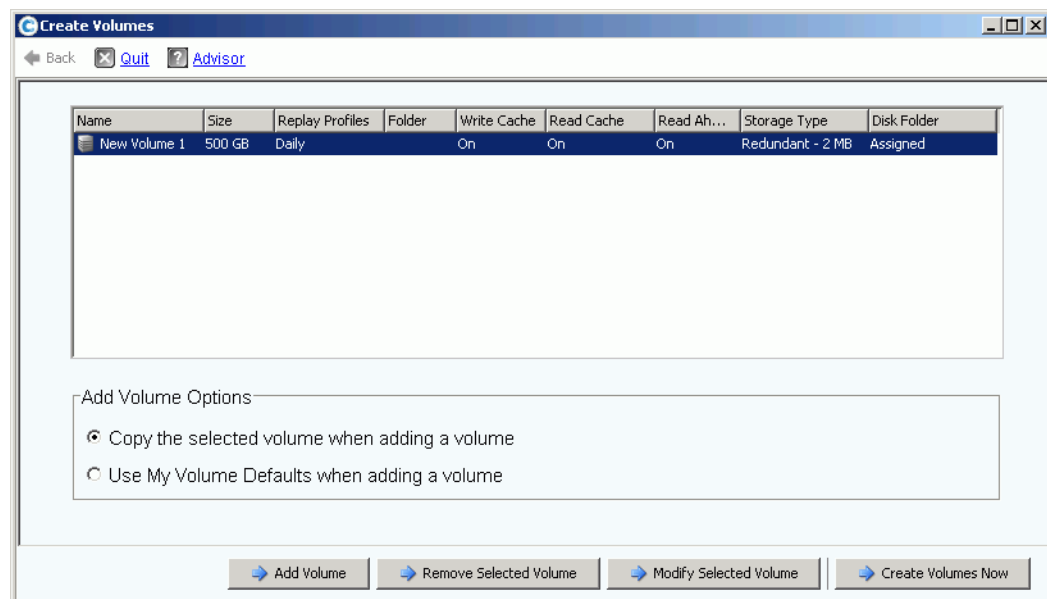 Create Volumes
Back Quit Advisor
Name Size Replay Profiles Folder Write Cache Read Cache Read Ah... Storage Type Disk Folder
New Volume 1 500 GB Daily On On On Redundant - 2 MB Assigned
Add Volume Options
Copy the selected volume when adding a volume
Use My Volume Defaults when adding a volume
Add Volume Remove Selected Volume Modify Selected Volume Create Volumes Now